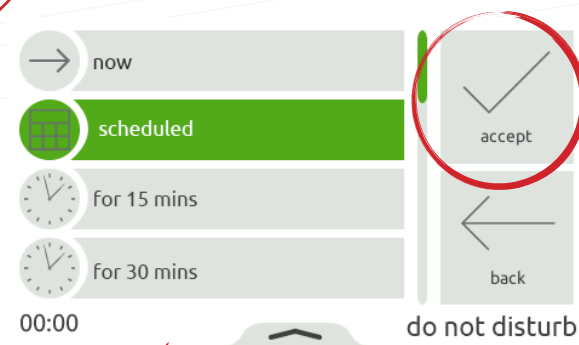 now
scheduled
for 15 mins
for 30 mins
accept
back
00:00
do not disturb